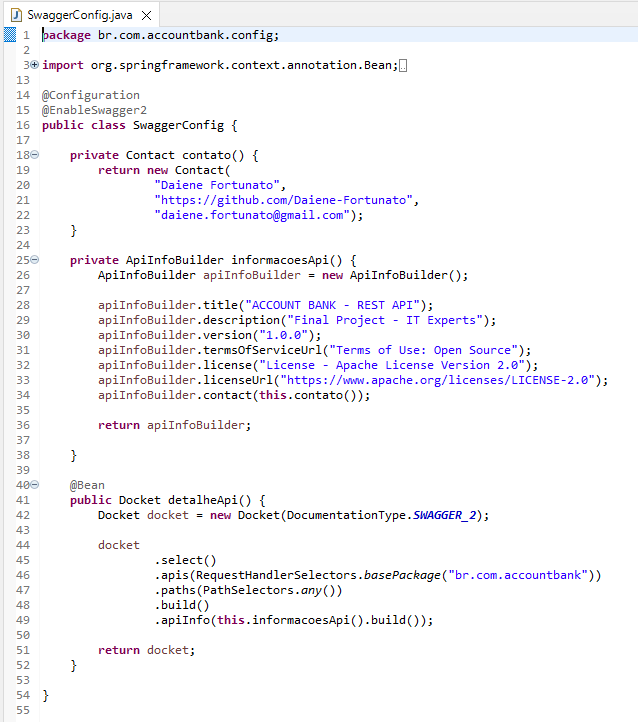 SwaggerConfig.java
1 package br.com.accountbank.config;
2
3 import org.springframework.context.annotation.Bean;
13
14 @Configuration
15 @EnableSwagger2
16 public class SwaggerConfig {
17
18     private Contact contato() {
19         return new Contact(
20                 "Daiene Fortunato",
21                 "https://github.com/Daiene-Fortunato",
22                 "daiene.fortunato@gmail.com");
23     }
24
25     private ApiInfoBuilder informacoesApi() {
26         ApiInfoBuilder apiInfoBuilder = new ApiInfoBuilder();
27
28         apiInfoBuilder.title("ACCOUNT BANK - REST API");
29         apiInfoBuilder.description("Final Project - IT Experts");
30         apiInfoBuilder.version("1.0.0");
31         apiInfoBuilder.termsOfServiceUrl("Terms of Use: Open Source");
32         apiInfoBuilder.license("License - Apache License Version 2.0");
33         apiInfoBuilder.licenseUrl("https://www.apache.org/licenses/LICENSE-2.0");
34         apiInfoBuilder.contact(this.contato());
35
36         return apiInfoBuilder;
37
38     }
39
40     @Bean
41     public Docket detalheApi() {
42         Docket docket = new Docket(DocumentationType.SWAGGER_2);
43
44         docket
45                 .select()
46                 .apis(RequestHandlerSelectors.basePackage("br.com.accountbank"))
47                 .paths(PathSelectors.any())
48                 .build()
49                 .apiInfo(this.informacoesApi().build());
50
51         return docket;
52     }
53
54 }
55